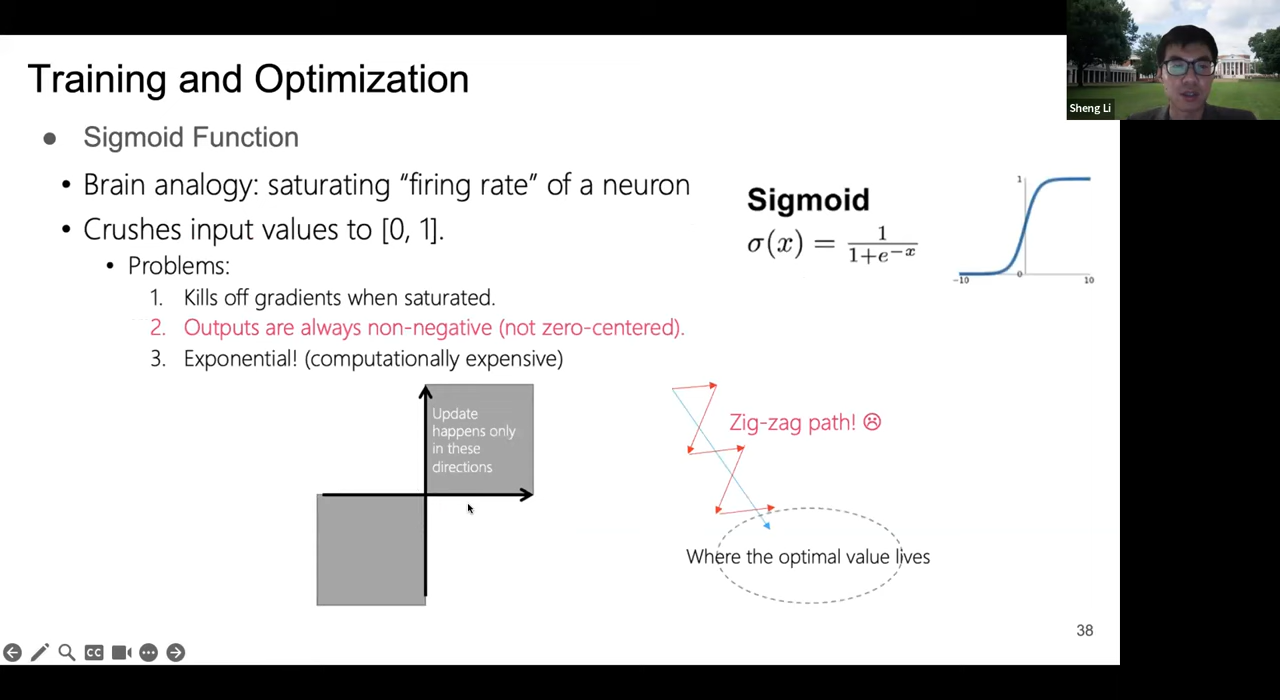 Training and Optimization
Sheng Li
● Sigmoid Function
• Brain analogy: saturating “firing rate” of a neuron
• Crushes input values to [0, 1].
• Problems:
1. Kills off gradients when saturated.
2. Outputs are always non-negative (not zero-centered).
3. Exponential! (computationally expensive)
Sigmoid
σ(x) = 1 / 1+e^−x
1
0
−10
10
Update
happens only
in these
directions
Zig-zag path! ☹
Where the optimal value lives
38
CC